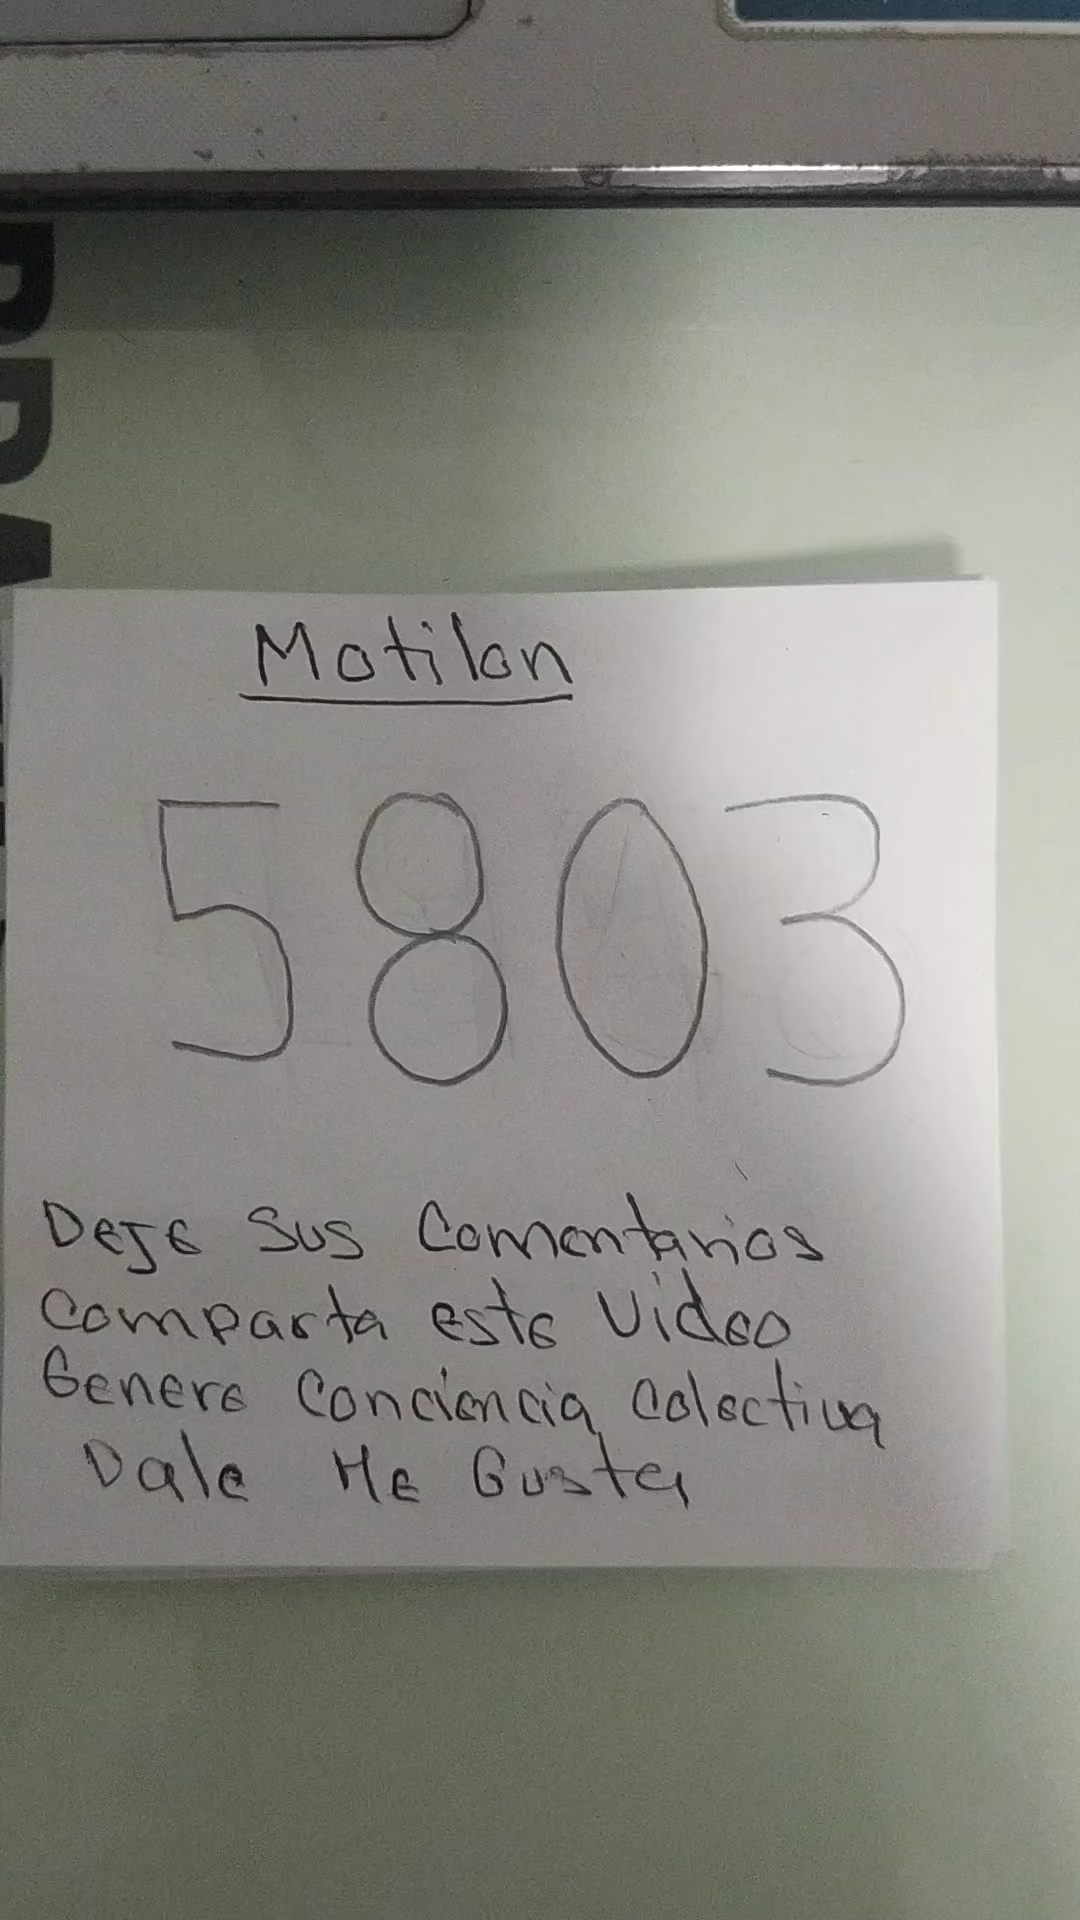 Motilon
5803
Deje Sus Comentarios
Comparta este Video
Genere Conciencia Colectiva
Dale Me Gusta